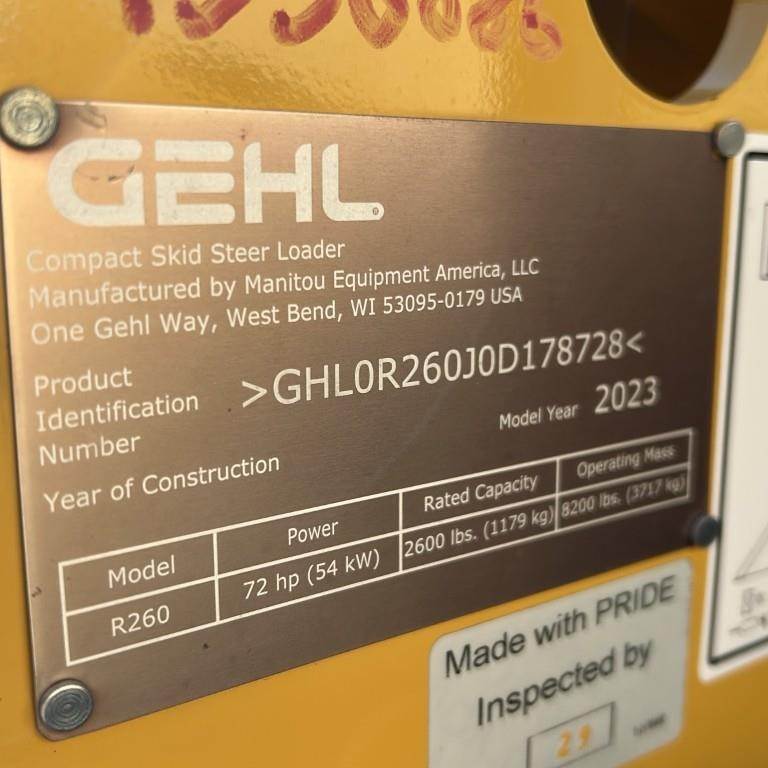 GEHL
Compact Skid Steer Loader
Manufactured by Manitou Equipment America, LLC
One Gehl Way, West Bend, WI 53095-0179 USA
Product
Identification
Number
>GHL0R260J0D178728<
Model Year 2023
Year of Construction
Model Power Rated Capacity Operating Mass
R260 72 hp (54 kW) 2600 lbs. (1179 kg) 8200 lbs. (3717 kg)
Made with PRIDE
Inspected by
29